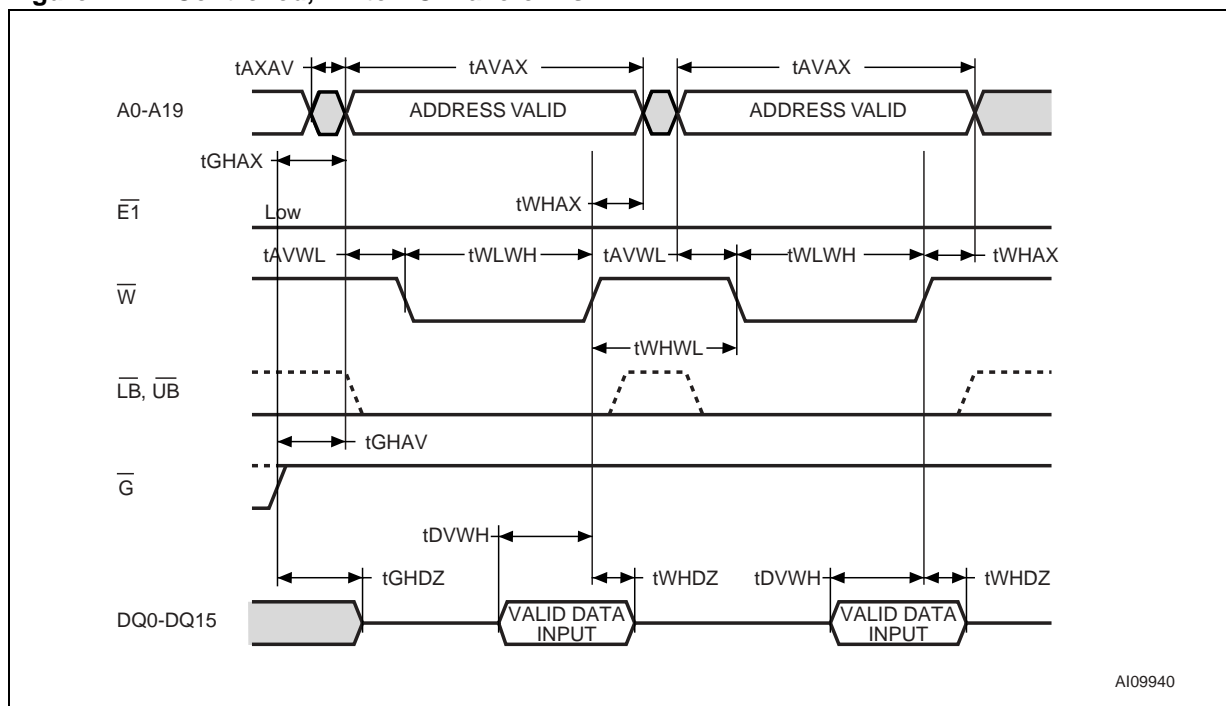 tAXAV tAVAX tAVAX
A0-A19 ADDRESS VALID ADDRESS VALID
tGHAX
tWHAX
E1 Low
tAVWL tWLWH tAVWL tWLWH tWHAX
W
tWHWL
LB, UB
tGHAV
G
tDVWH
tGHDZ tWHDZ tDVWH tWHDZ
DQ0-DQ15 VALID DATA INPUT VALID DATA INPUT
AI09940